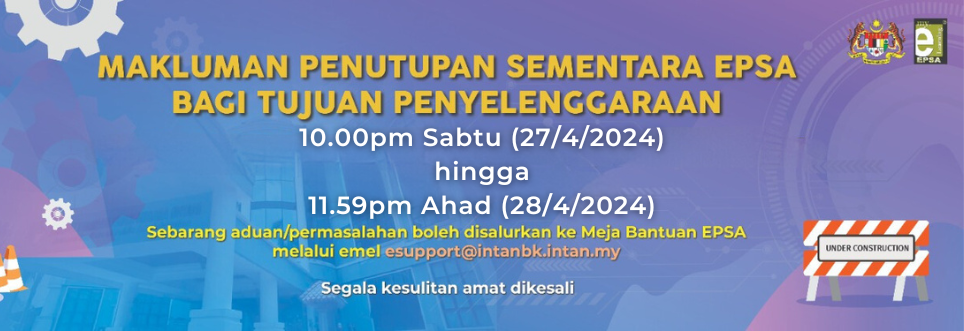 MAKLUMAN PENUTUPAN SEMENTARA EPSA
BAGI TUJUAN PENYELENGGARAAN
10.00pm Sabtu (27/4/2024)
hingga
11.59pm Ahad (28/4/2024)
Sebarang aduan/permasalahan boleh disalurkan ke Meja Bantuan EPSA
melalui emel esupport@intanbk.intan.my
Segala kesulitan amat dikesali
UNDER CONSTRUCTION
e
EPSA